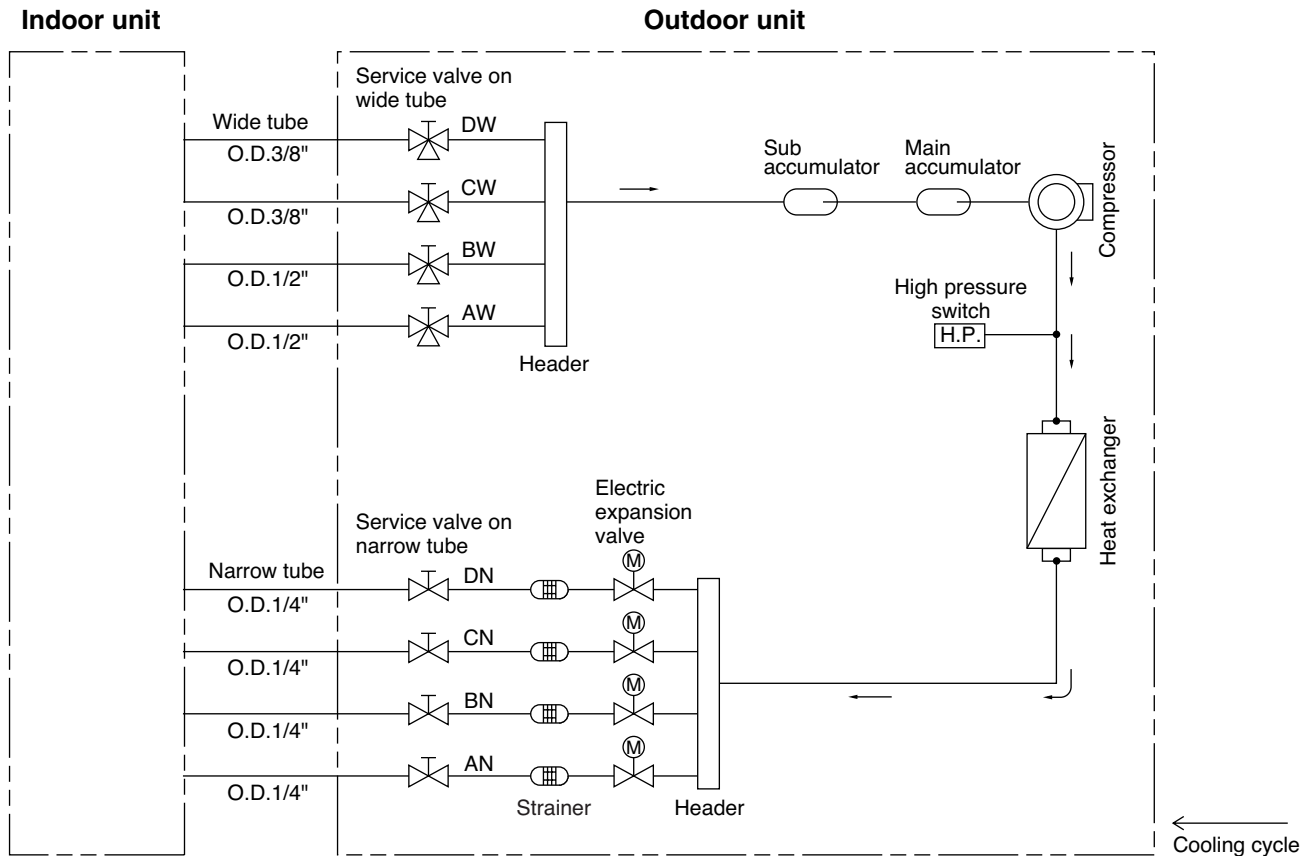 Indoor unit
Outdoor unit
Service valve on
wide tube
Wide tube
DW
O.D.3/8"
CW
O.D.3/8"
BW
O.D.1/2"
AW
O.D.1/2"
Header
Sub
accumulator
Main
accumulator
Compressor
High pressure
switch
H.P.
Heat exchanger
Electric
expansion
valve
Service valve on
narrow tube
Narrow tube
DN
M
O.D.1/4"
CN
M
O.D.1/4"
BN
M
O.D.1/4"
AN
M
O.D.1/4"
Strainer
Header
Cooling cycle